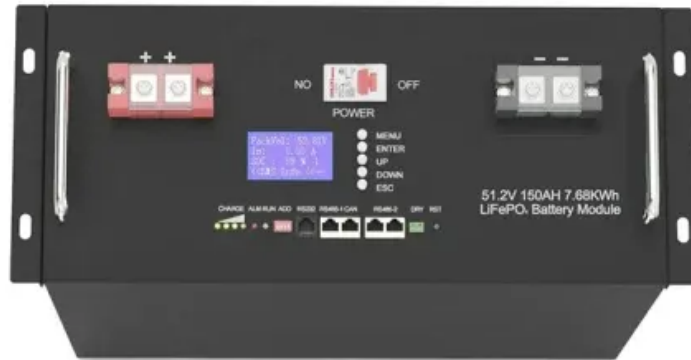 + +
- -
NO
OFF
POWER
MENU
ENTER
UP
DOWN
ESC
51.2V 150AH 7.68KWh
LiFePO₄ Battery Module
CHARGE ALM RUN ADD RS232 RS485-1 CAN RS485-2 DRY RST